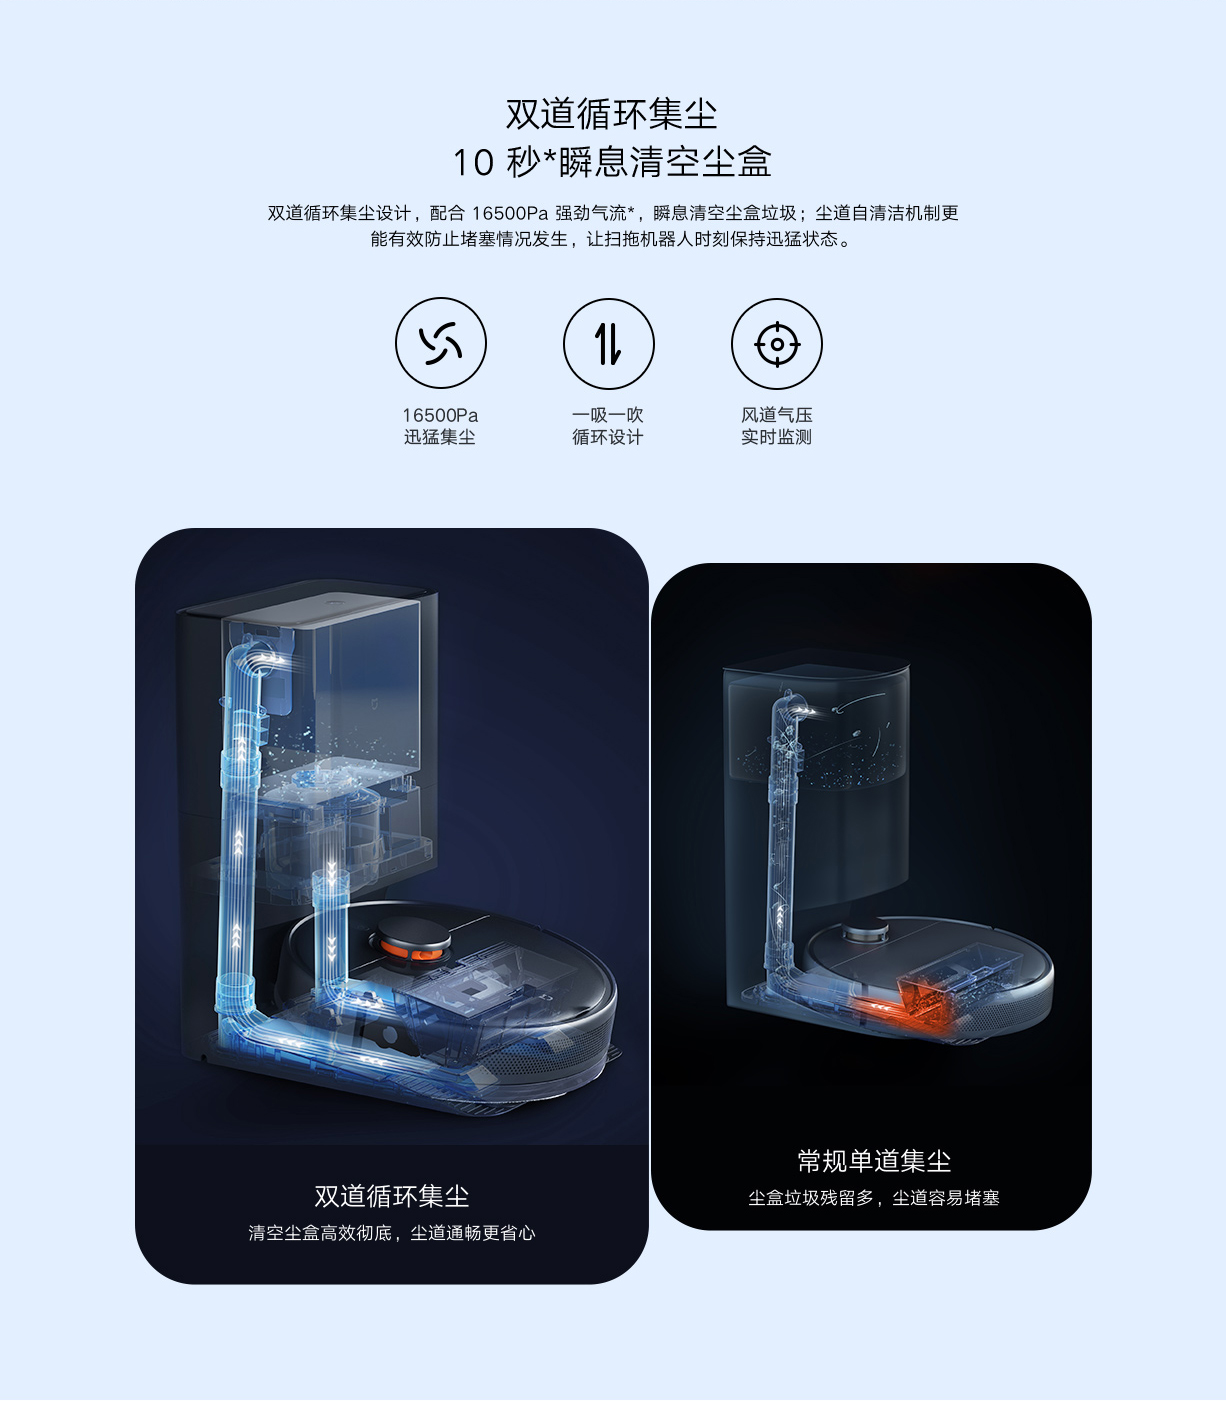 双道循环集尘
10 秒*瞬息清空尘盒
双道循环集尘设计，配合 16500Pa 强劲气流*，瞬息清空尘盒垃圾；尘道自清洁机制更
能有效防止堵塞情况发生，让扫拖机器人时刻保持迅猛状态。
16500Pa
迅猛集尘
一吸一吹
循环设计
风道气压
实时监测
双道循环集尘
清空尘盒高效彻底，尘道通畅更省心
常规单道集尘
尘盒垃圾残留多，尘道容易堵塞